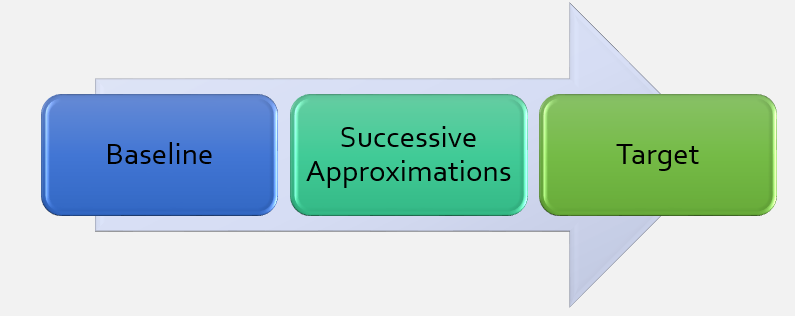 Baseline
Successive
Approximations
Target